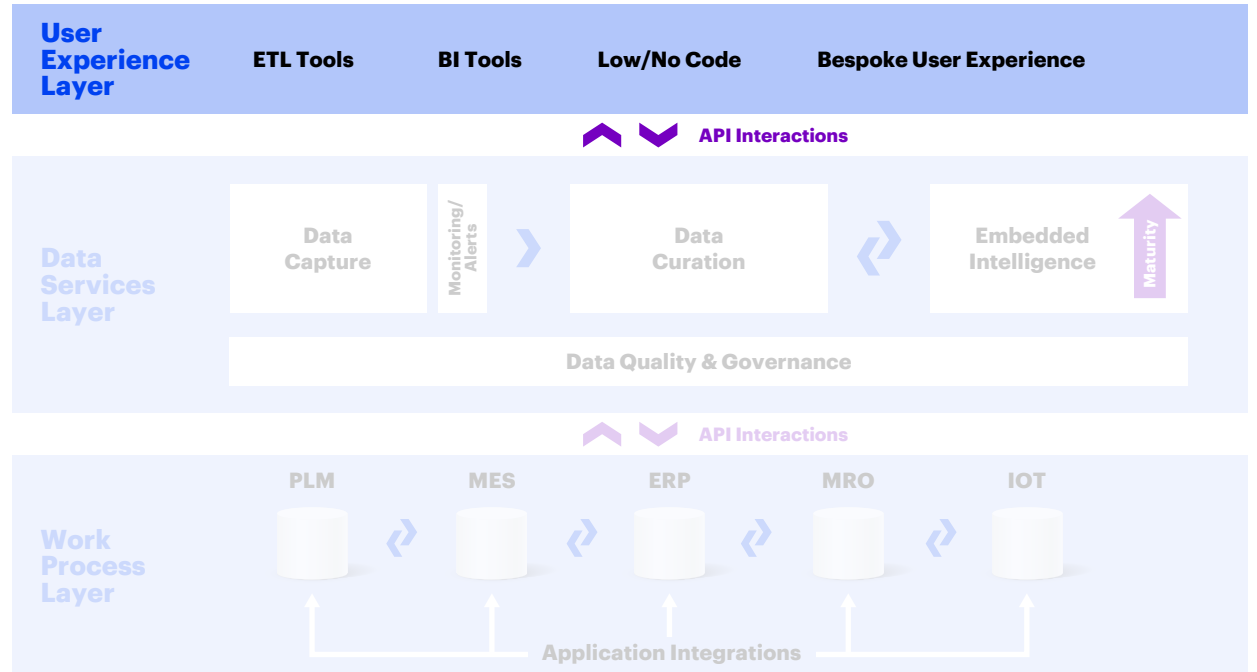 User
Experience
Layer
ETL Tools
BI Tools
Low/No Code
Bespoke User Experience
API Interactions
Data
Services
Layer
Data
Capture
Monitoring/
Alerts
Data
Curation
Embedded
Intelligence
Maturity
Data Quality & Governance
API Interactions
Work
Process
Layer
PLM
MES
ERP
MRO
IOT
Application Integrations